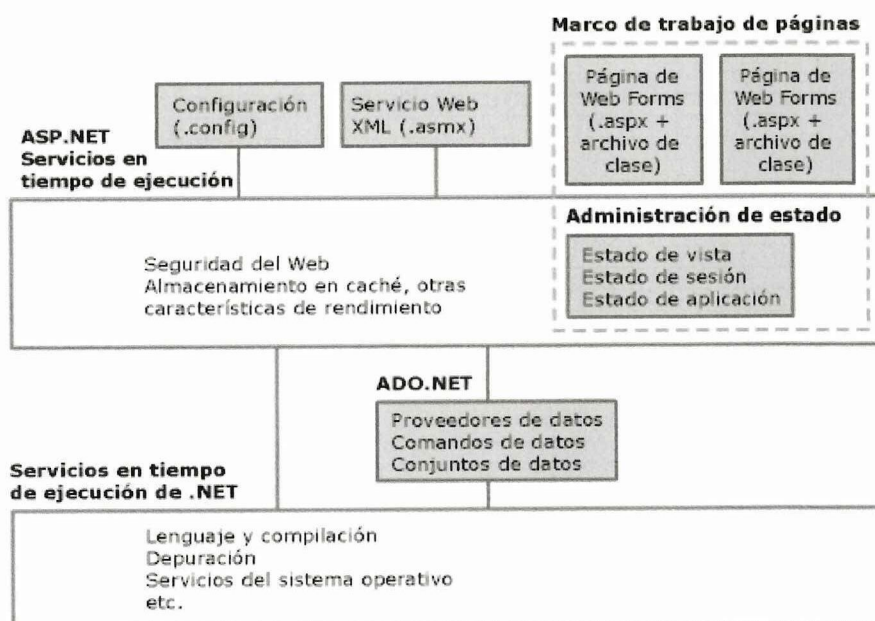 Marco de trabajo de páginas
Página de
Web Forms
(.aspx +
archivo de
clase)
Página de
Web Forms
(.aspx +
archivo de
clase)
Configuración
(.config)
Servicio Web
XML (.asmx)
ASP.NET
Servicios en
tiempo de ejecución
Administración de estado
Estado de vista
Estado de sesión
Estado de aplicación
Seguridad del Web
Almacenamiento en caché, otras
características de rendimiento
ADO.NET
Proveedores de datos
Comandos de datos
Conjuntos de datos
Servicios en tiempo
de ejecución de .NET
Lenguaje y compilación
Depuración
Servicios del sistema operativo
etc.